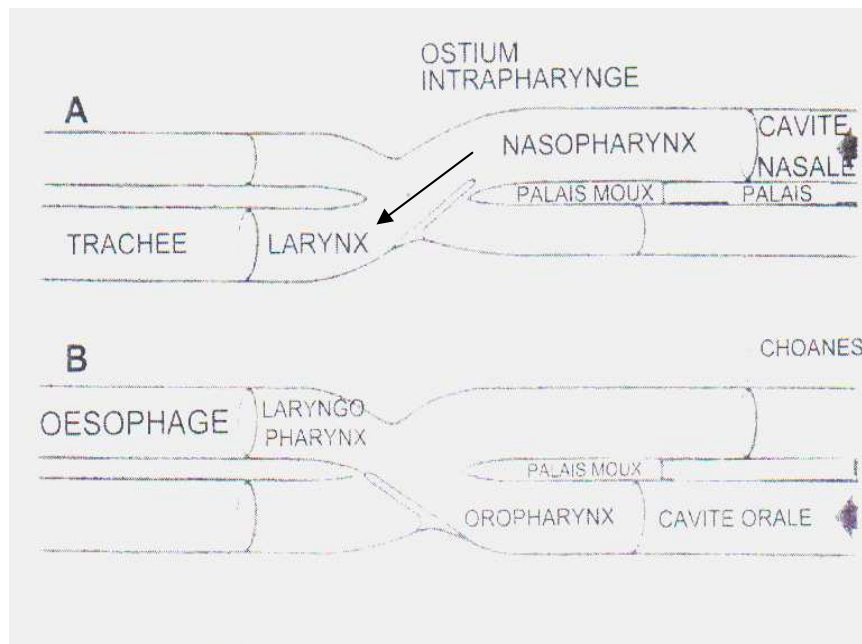 OSTIUM
INTRAPHARYNGE
A
CAVITE
NASOPHARYNX
NASALE
PALAIS MOUX
PALAIS
TRACHEE
LARYNX
B
CHOANES
LARYNGO
OESOPHAGE
PHARYNX
PALAIS MOUX
OROPHARYNX
CAVITE ORALE